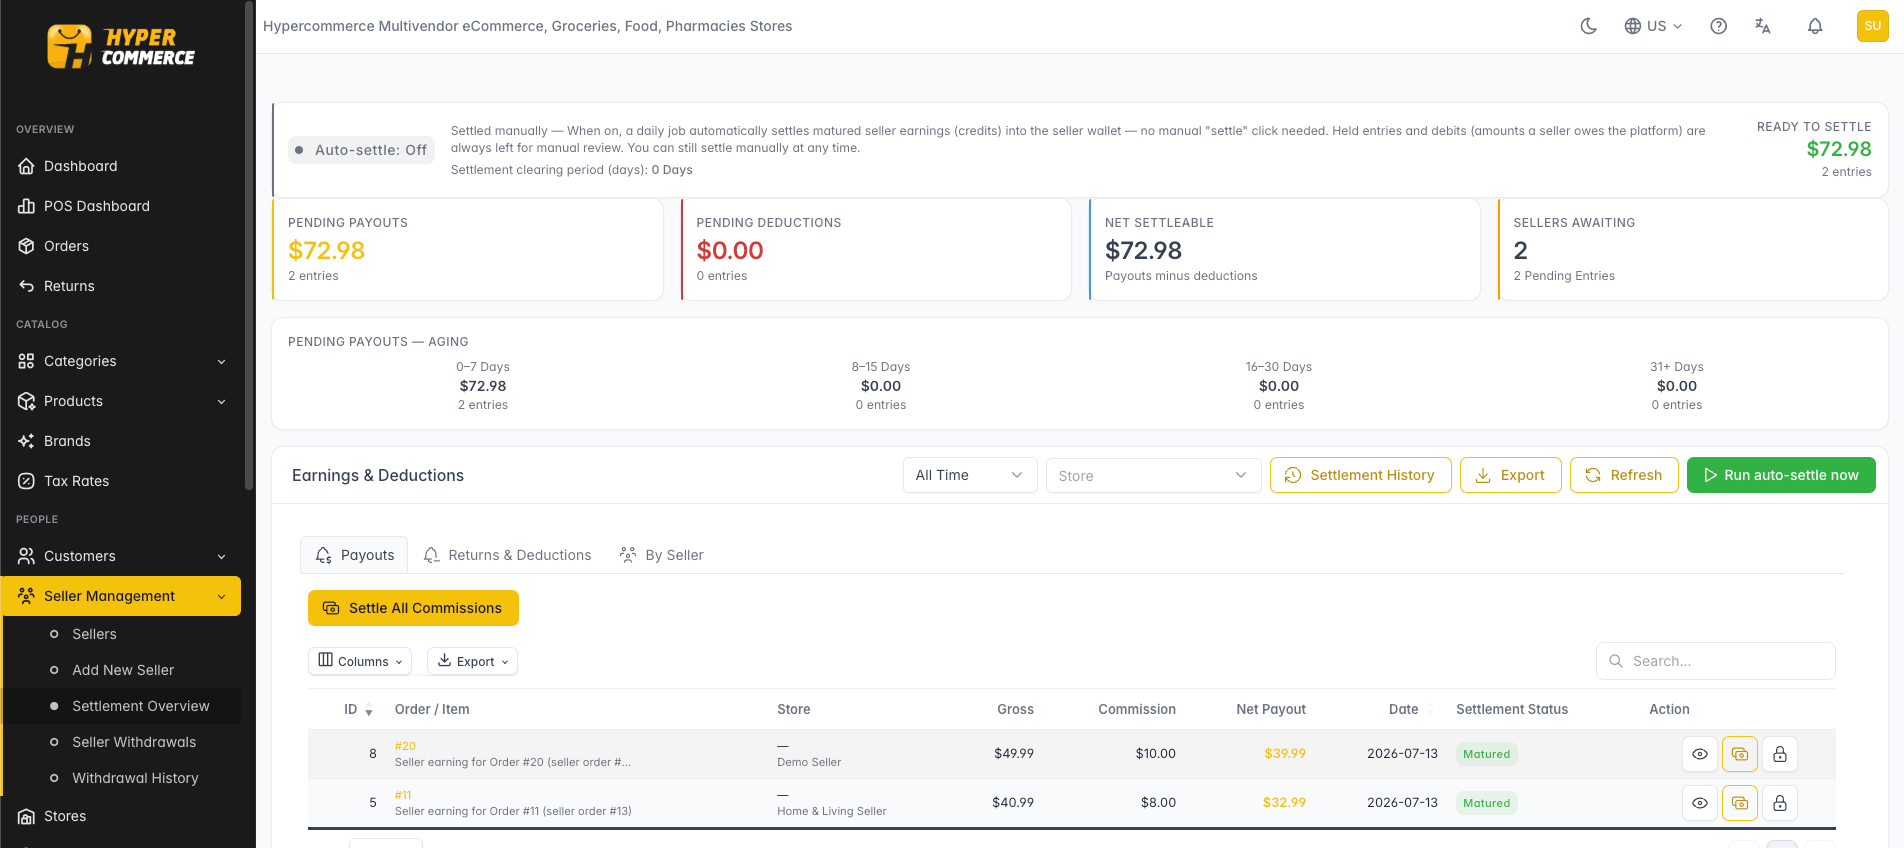 HYPER
COMMERCE
Hypercommerce Multivendor eCommerce, Groceries, Food, Pharmacies Stores
US
SU
OVERVIEW
Dashboard
POS Dashboard
Orders
Returns
CATALOG
Categories
Products
Brands
Tax Rates
PEOPLE
Customers
Seller Management
Sellers
Add New Seller
Settlement Overview
Seller Withdrawals
Withdrawal History
Stores
Auto-settle: Off
Settled manually — When on, a daily job automatically settles matured seller earnings (credits) into the seller wallet — no manual "settle" click needed. Held entries and debits (amounts a seller owes the platform) are
always left for manual review. You can still settle manually at any time.
Settlement clearing period (days): 0 Days
READY TO SETTLE
$72.98
2 entries
PENDING PAYOUTS
$72.98
2 entries
PENDING DEDUCTIONS
$0.00
0 entries
NET SETTLEABLE
$72.98
Payouts minus deductions
SELLERS AWAITING
2
2 Pending Entries
PENDING PAYOUTS — AGING
0–7 Days
$72.98
2 entries
8–15 Days
$0.00
0 entries
16–30 Days
$0.00
0 entries
31+ Days
$0.00
0 entries
Earnings & Deductions
All Time
Store
Settlement History
Export
Refresh
Run auto-settle now
Payouts
Returns & Deductions
By Seller
Settle All Commissions
Columns
Export
Search...
ID Order / Item Store Gross Commission Net Payout Date Settlement Status Action
8 #20 — $49.99 $10.00 $39.99 2026-07-13 Matured
Seller earning for Order #20 (seller order #... Demo Seller
5 #11 — $40.99 $8.00 $32.99 2026-07-13 Matured
Seller earning for Order #11 (seller order #13) Home & Living Seller